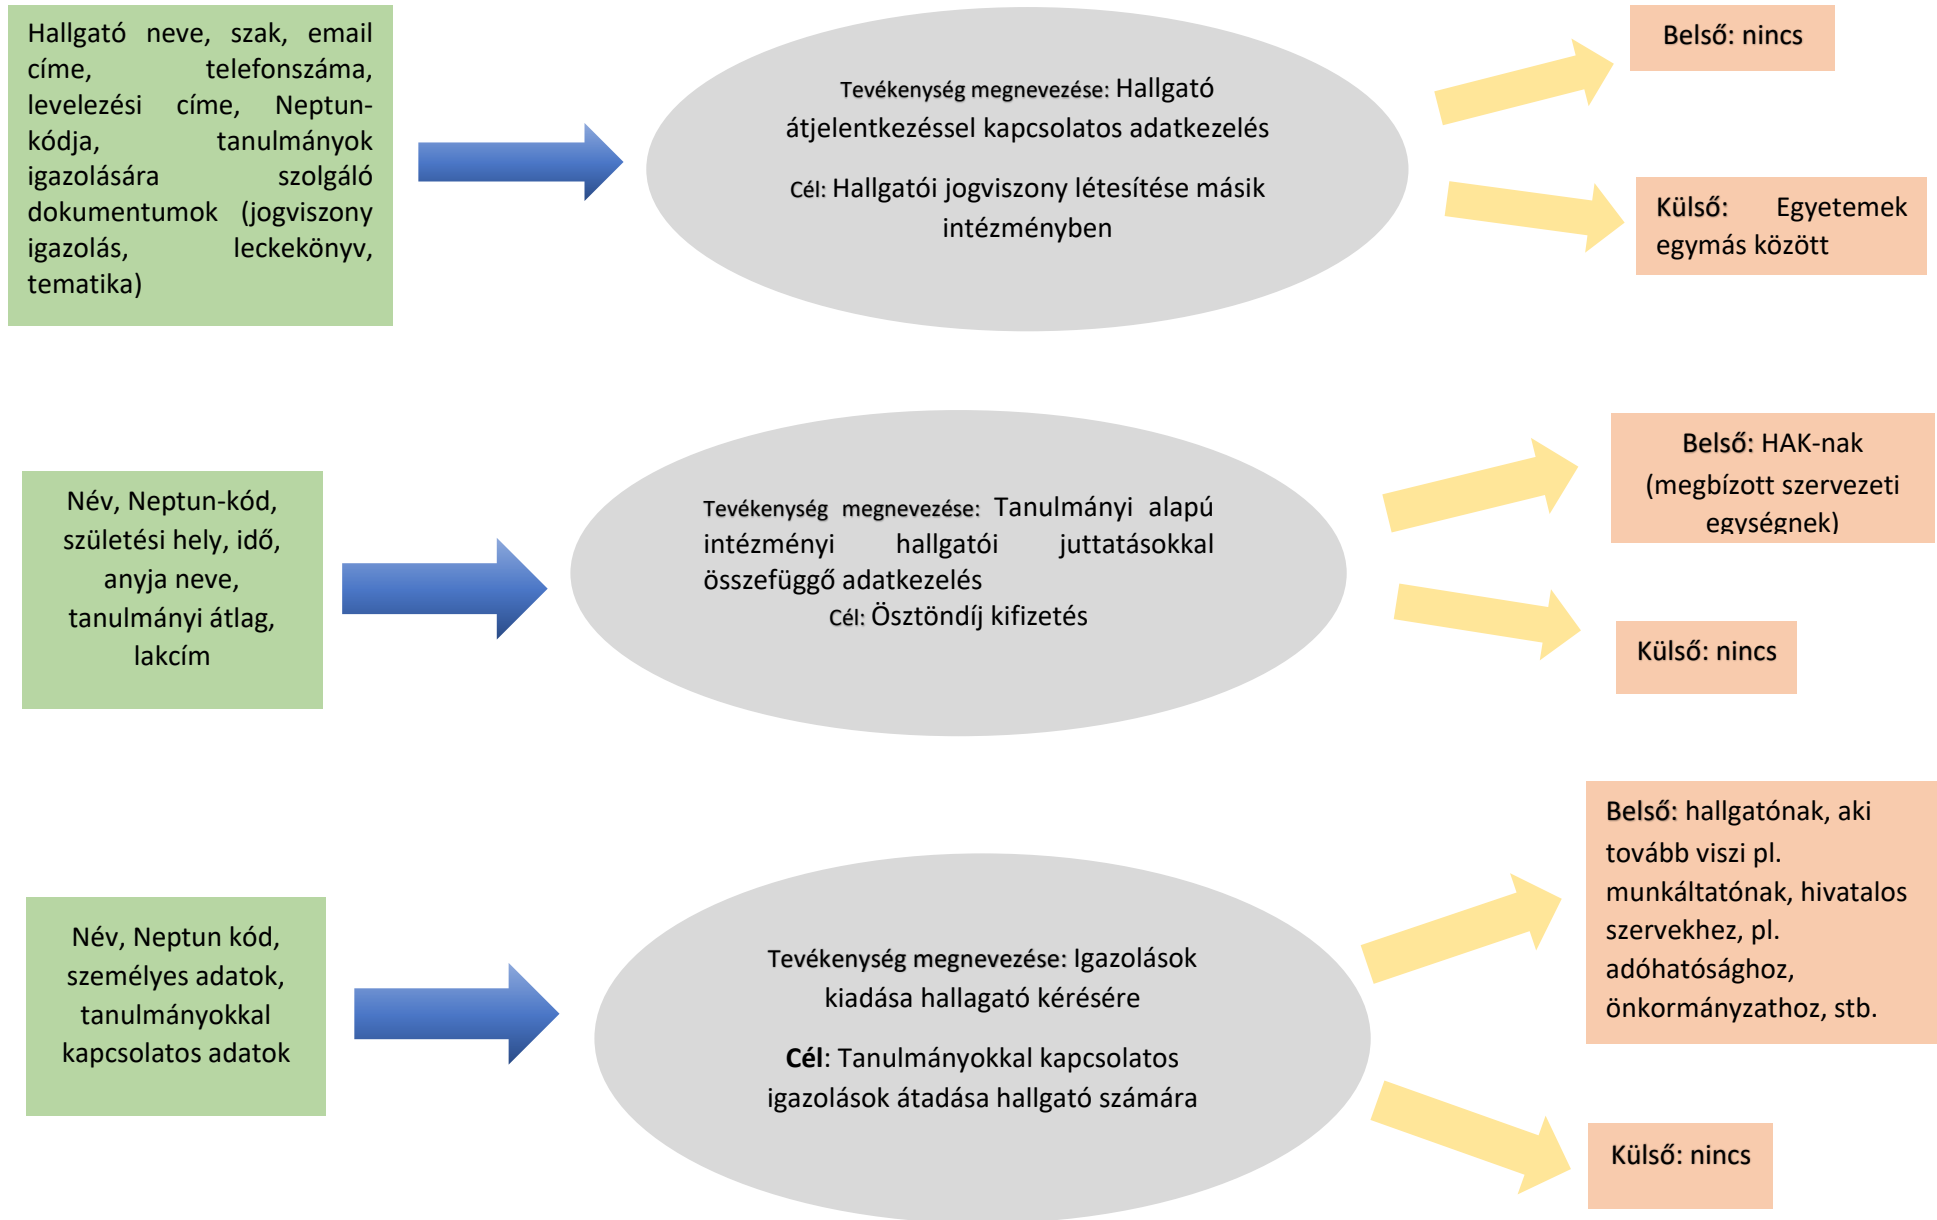 Hallgató neve, szak, email
címe, telefonszáma,
levelezési címe, Neptun-
kódja, tanulmányok
igazolására szolgáló
dokumentumok (jogviszony
igazolás, leckekönyv,
tematika)
Tevékenység megnevezése: Hallgató
átjelentkezéssel kapcsolatos adatkezelés
Cél: Hallgatói jogviszony létesítése másik
intézményben
Belső: nincs
Külső: Egyetemek
egymás között
Név, Neptun-kód,
születési hely, idő,
anyja neve,
tanulmányi átlag,
lakcím
Tevékenység megnevezése: Tanulmányi alapú
intézményi hallgatói juttatásokkal
összefüggő adatkezelés
Cél: Ösztöndíj kifizetés
Belső: HAK-nak
(megbízott szervezeti
egységnek)
Külső: nincs
Név, Neptun kód,
személyes adatok,
tanulmányokkal
kapcsolatos adatok
Tevékenység megnevezése: Igazolások
kiadása hallagató kérésére
Cél: Tanulmányokkal kapcsolatos
igazolások átadása hallgató számára
Belső: hallgatónak, aki
tovább viszi pl.
munkáltatónak, hivatalos
szervekhez, pl.
adóhatósághoz,
önkormányzathoz, stb.
Külső: nincs